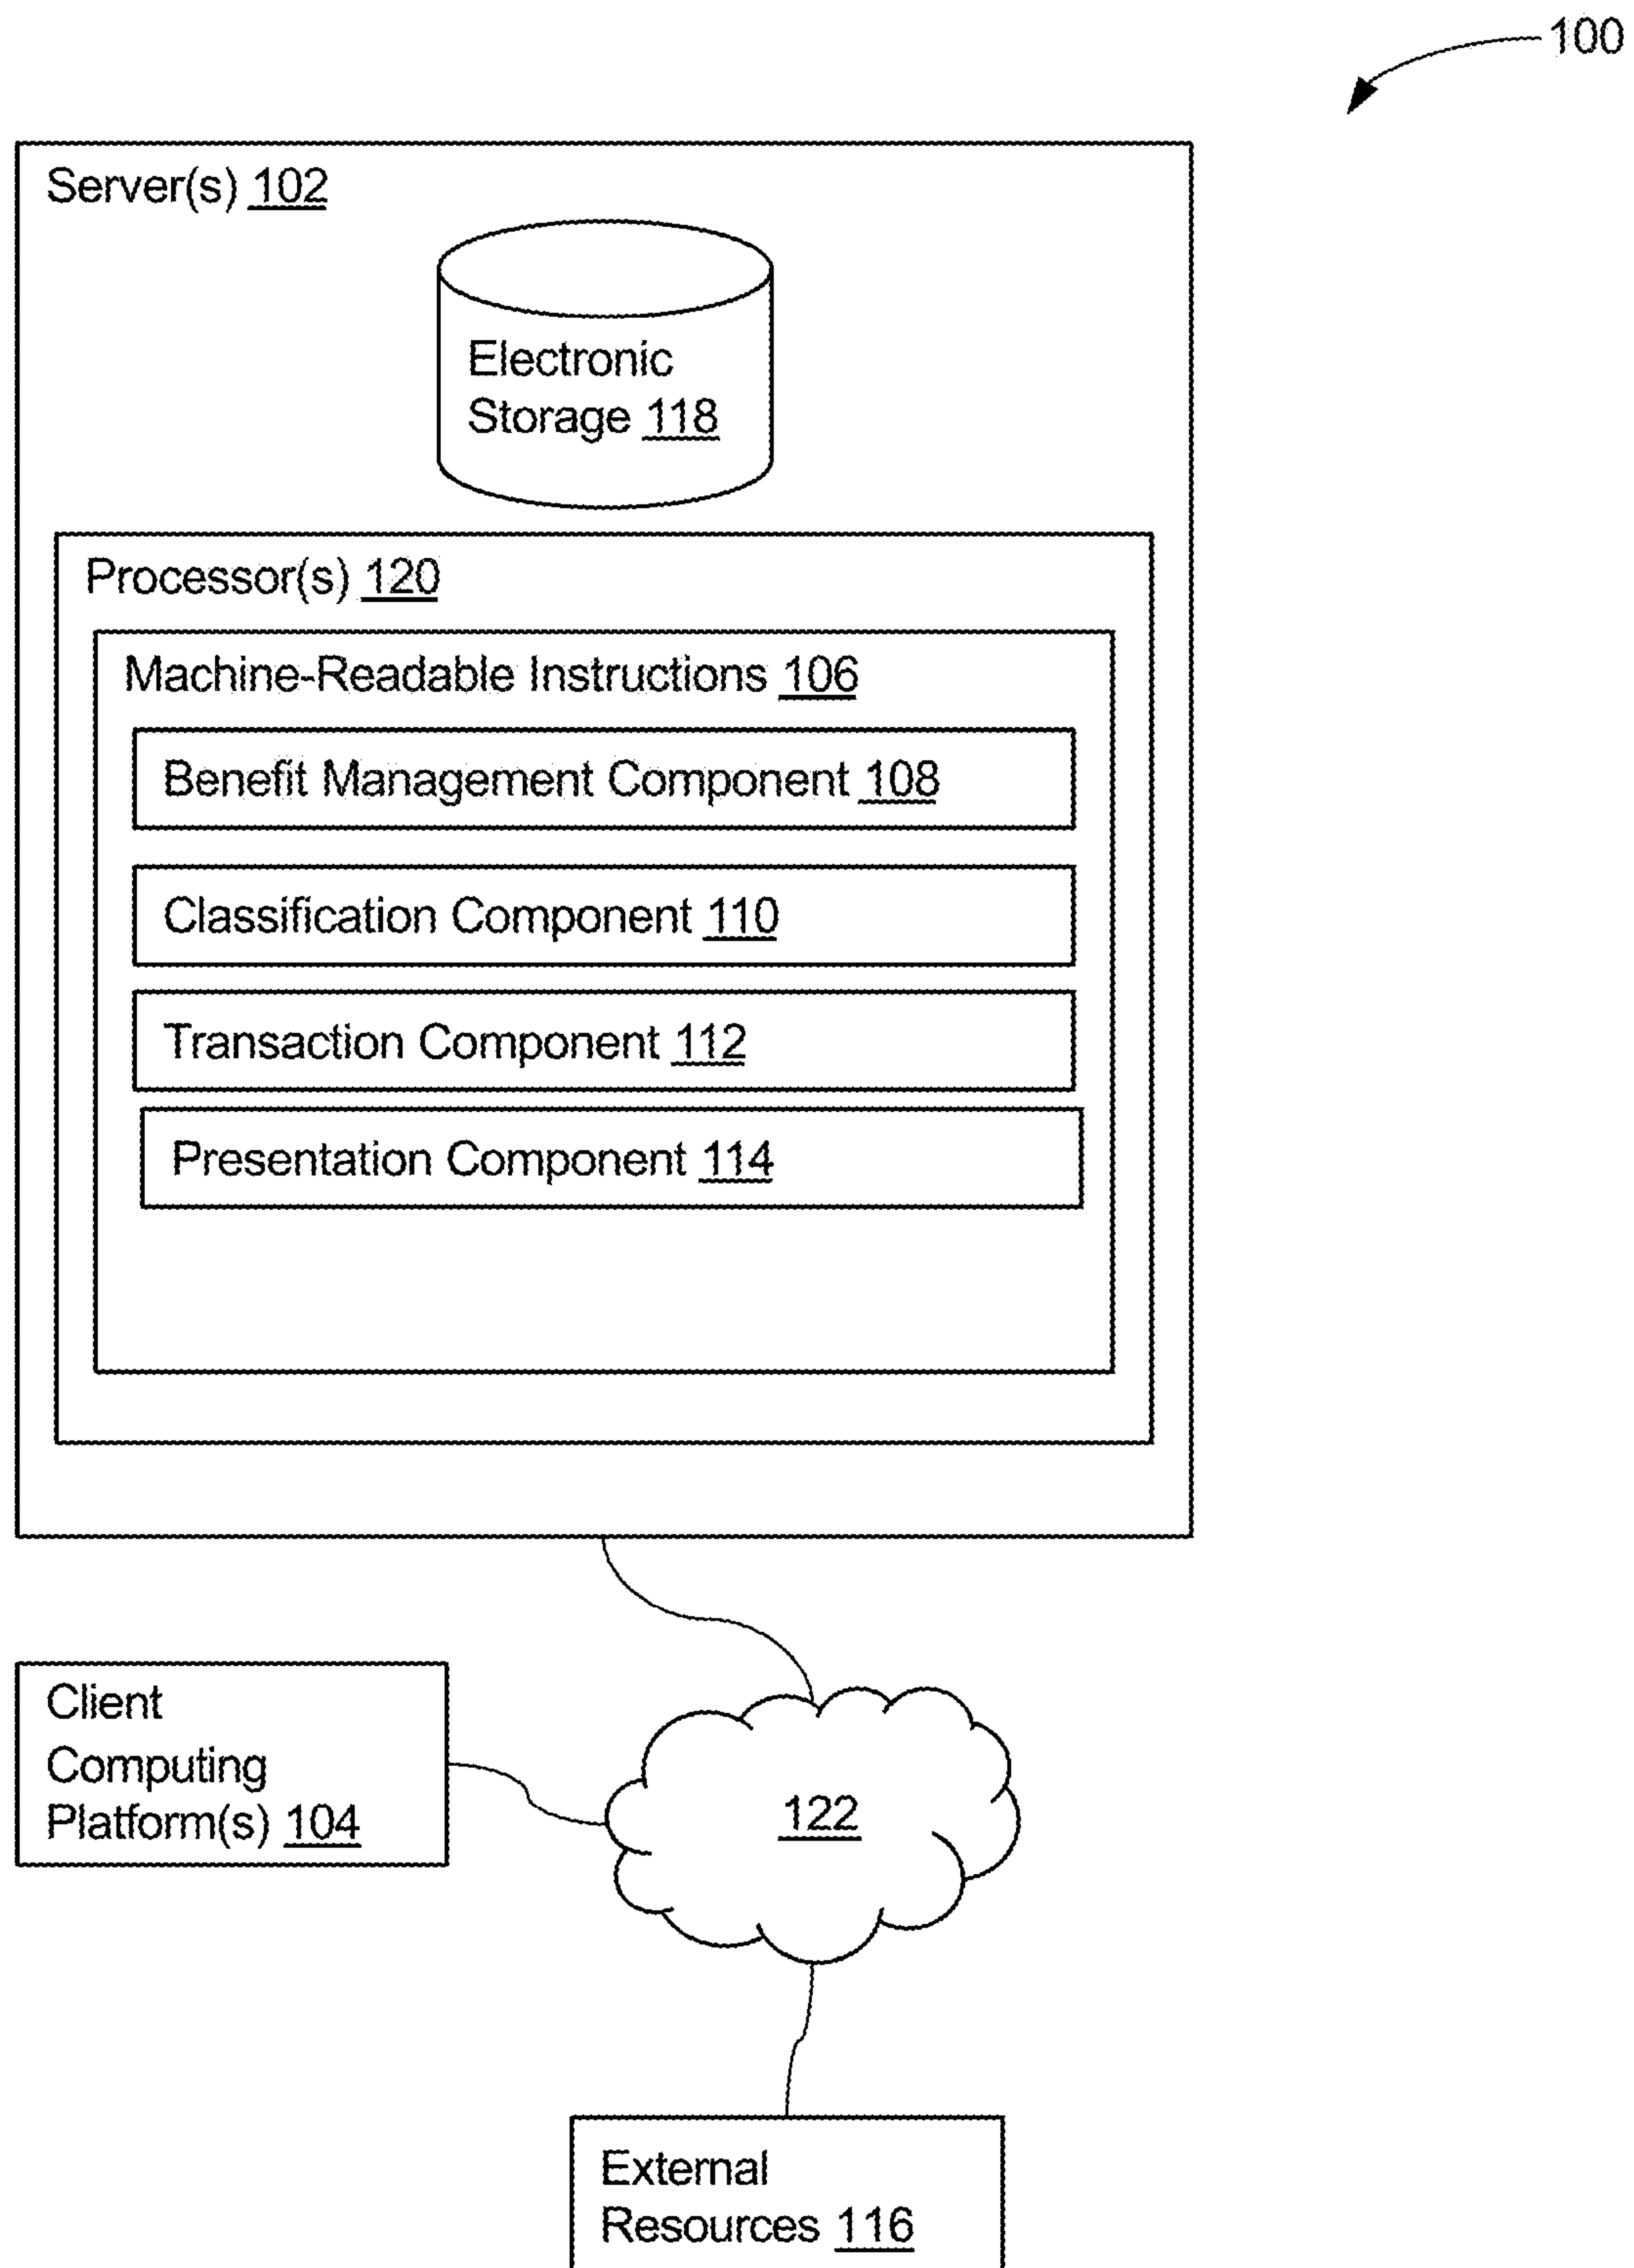 100
Server(s) 102
Electronic
Storage 118
Processor(s) 120
Machine-Readable Instructions 106
Benefit Management Component 108
Classification Component 110
Transaction Component 112
Presentation Component 114
Client
Computing
Platform(s) 104
122
External
Resources 116